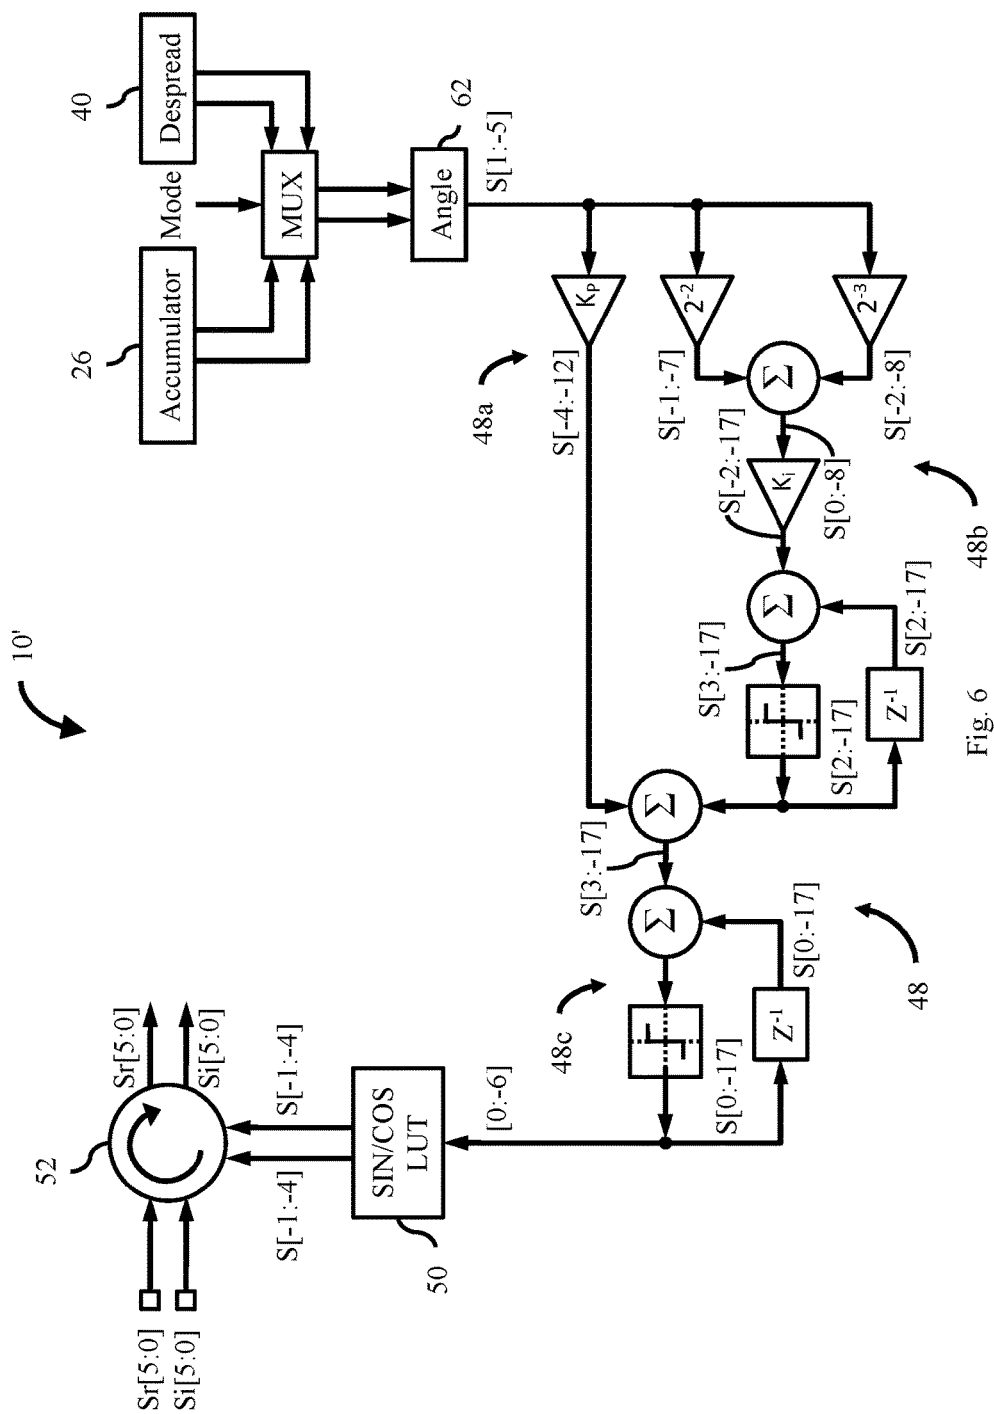 10'
Sr[5:0]
Si[5:0]
52
Sr[5:0]
Si[5:0]
S[-1:-4]
S[-1:-4]
SIN/COS
LUT
50
[0:-6]
48c
S[0:-17]
Z-1
S[0:-17]
48
Σ
S[3:-17]
Σ
26
Accumulator
Mode
40
Despread
MUX
Angle
62
S[1:-5]
48a
Kp
S[-4:-12]
2-2
S[-1:-7]
2-3
S[-2:-8]
Σ
S[0:-8]
Ki
S[-2:-17]
48b
Σ
S[3:-17]
S[2:-17]
Z-1
S[2:-17]
Fig. 6